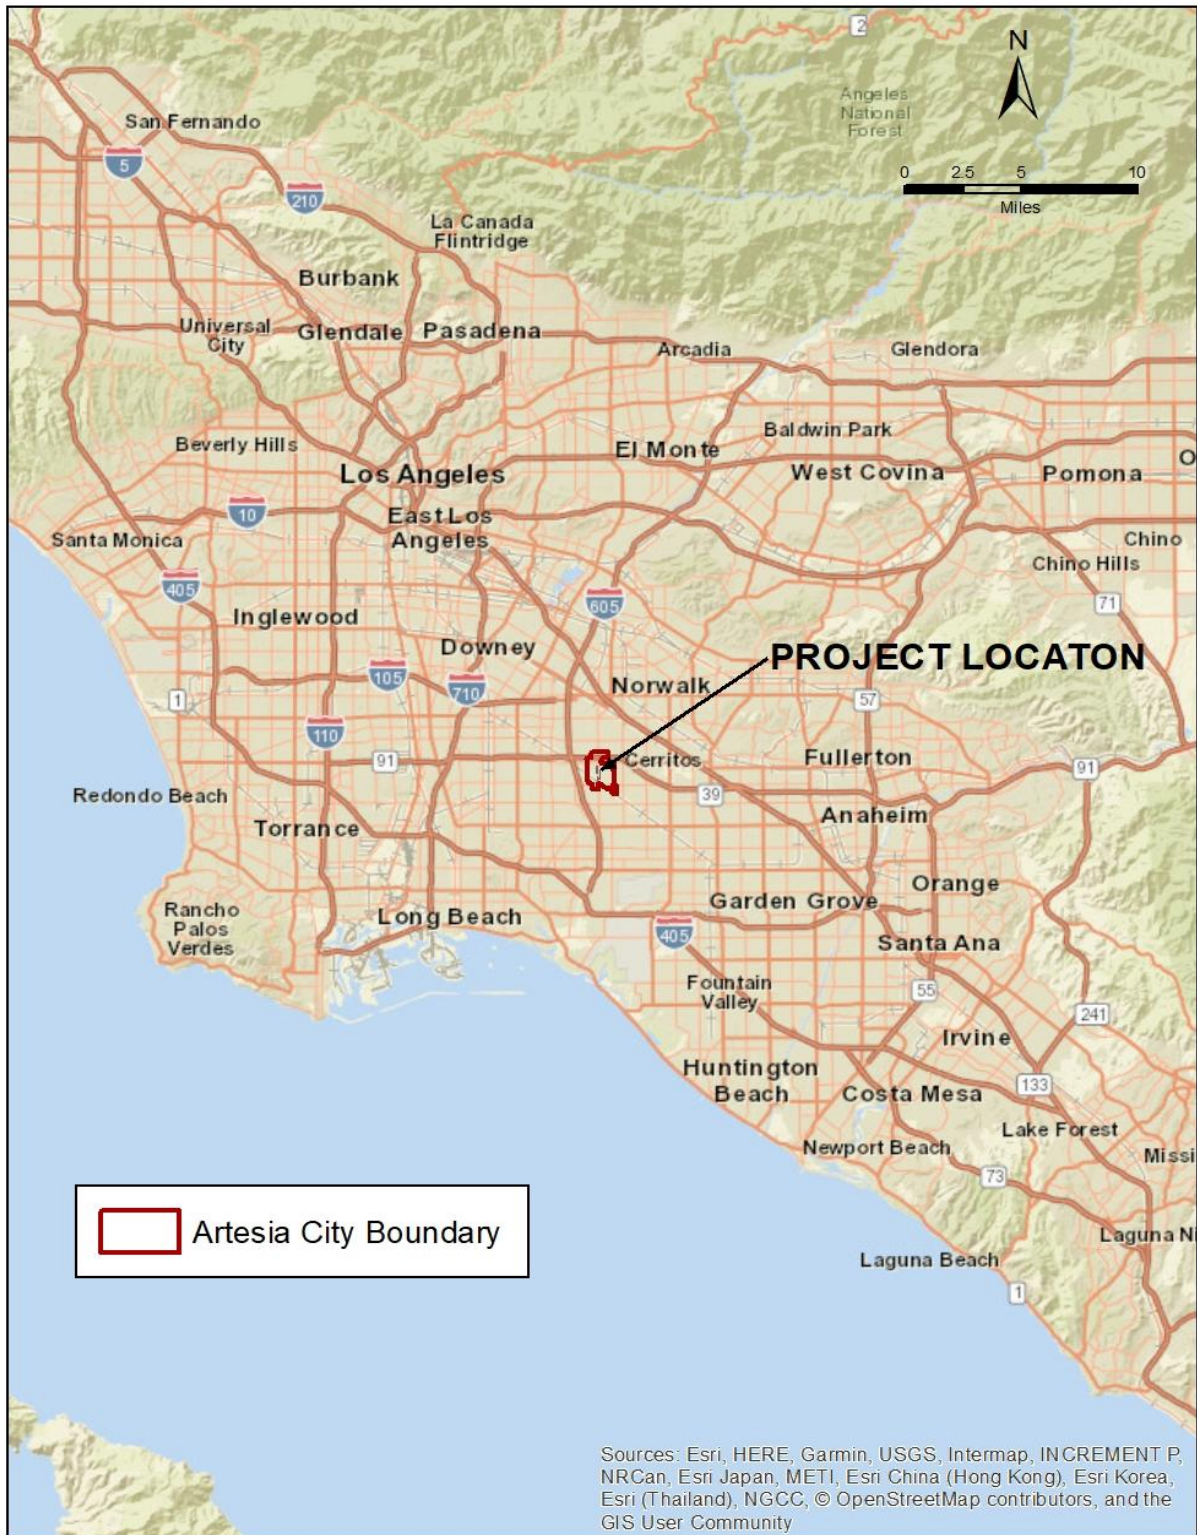 2
N
Angeles
National
Forest
San Fernando
5
0 2.5 5 10
Miles
210
La Canada
Flintridge
Burbank
Universal
City
Glendale
Pasadena
Arcadia
Glendora
Beverly Hills
El Monte
Baldwin Park
Los Angeles
West Covina
Pomona
O
10
East Los
Angeles
Santa Monica
Chino
Chino Hills
405
605
71
Inglewood
Downey
PROJECT LOCATON
105
710
Norwalk
1
57
110
91
Cerritos
Fullerton
91
Redondo Beach
39
Torrance
Anaheim
Orange
Rancho
Palos
Verdes
Long Beach
Garden Grove
405
Santa Ana
Fountain
Valley
55
241
Irvine
Huntington
Beach
133
Costa Mesa
Lake Forest
Newport Beach
Missi
73
Artesia City Boundary
Laguna Ni
Laguna Beach
1
Sources: Esri, HERE, Garmin, USGS, Intermap, INCREMENT P,
NRCan, Esri Japan, METI, Esri China (Hong Kong), Esri Korea,
Esri (Thailand), NGCC, © OpenStreetMap contributors, and the
GIS User Community